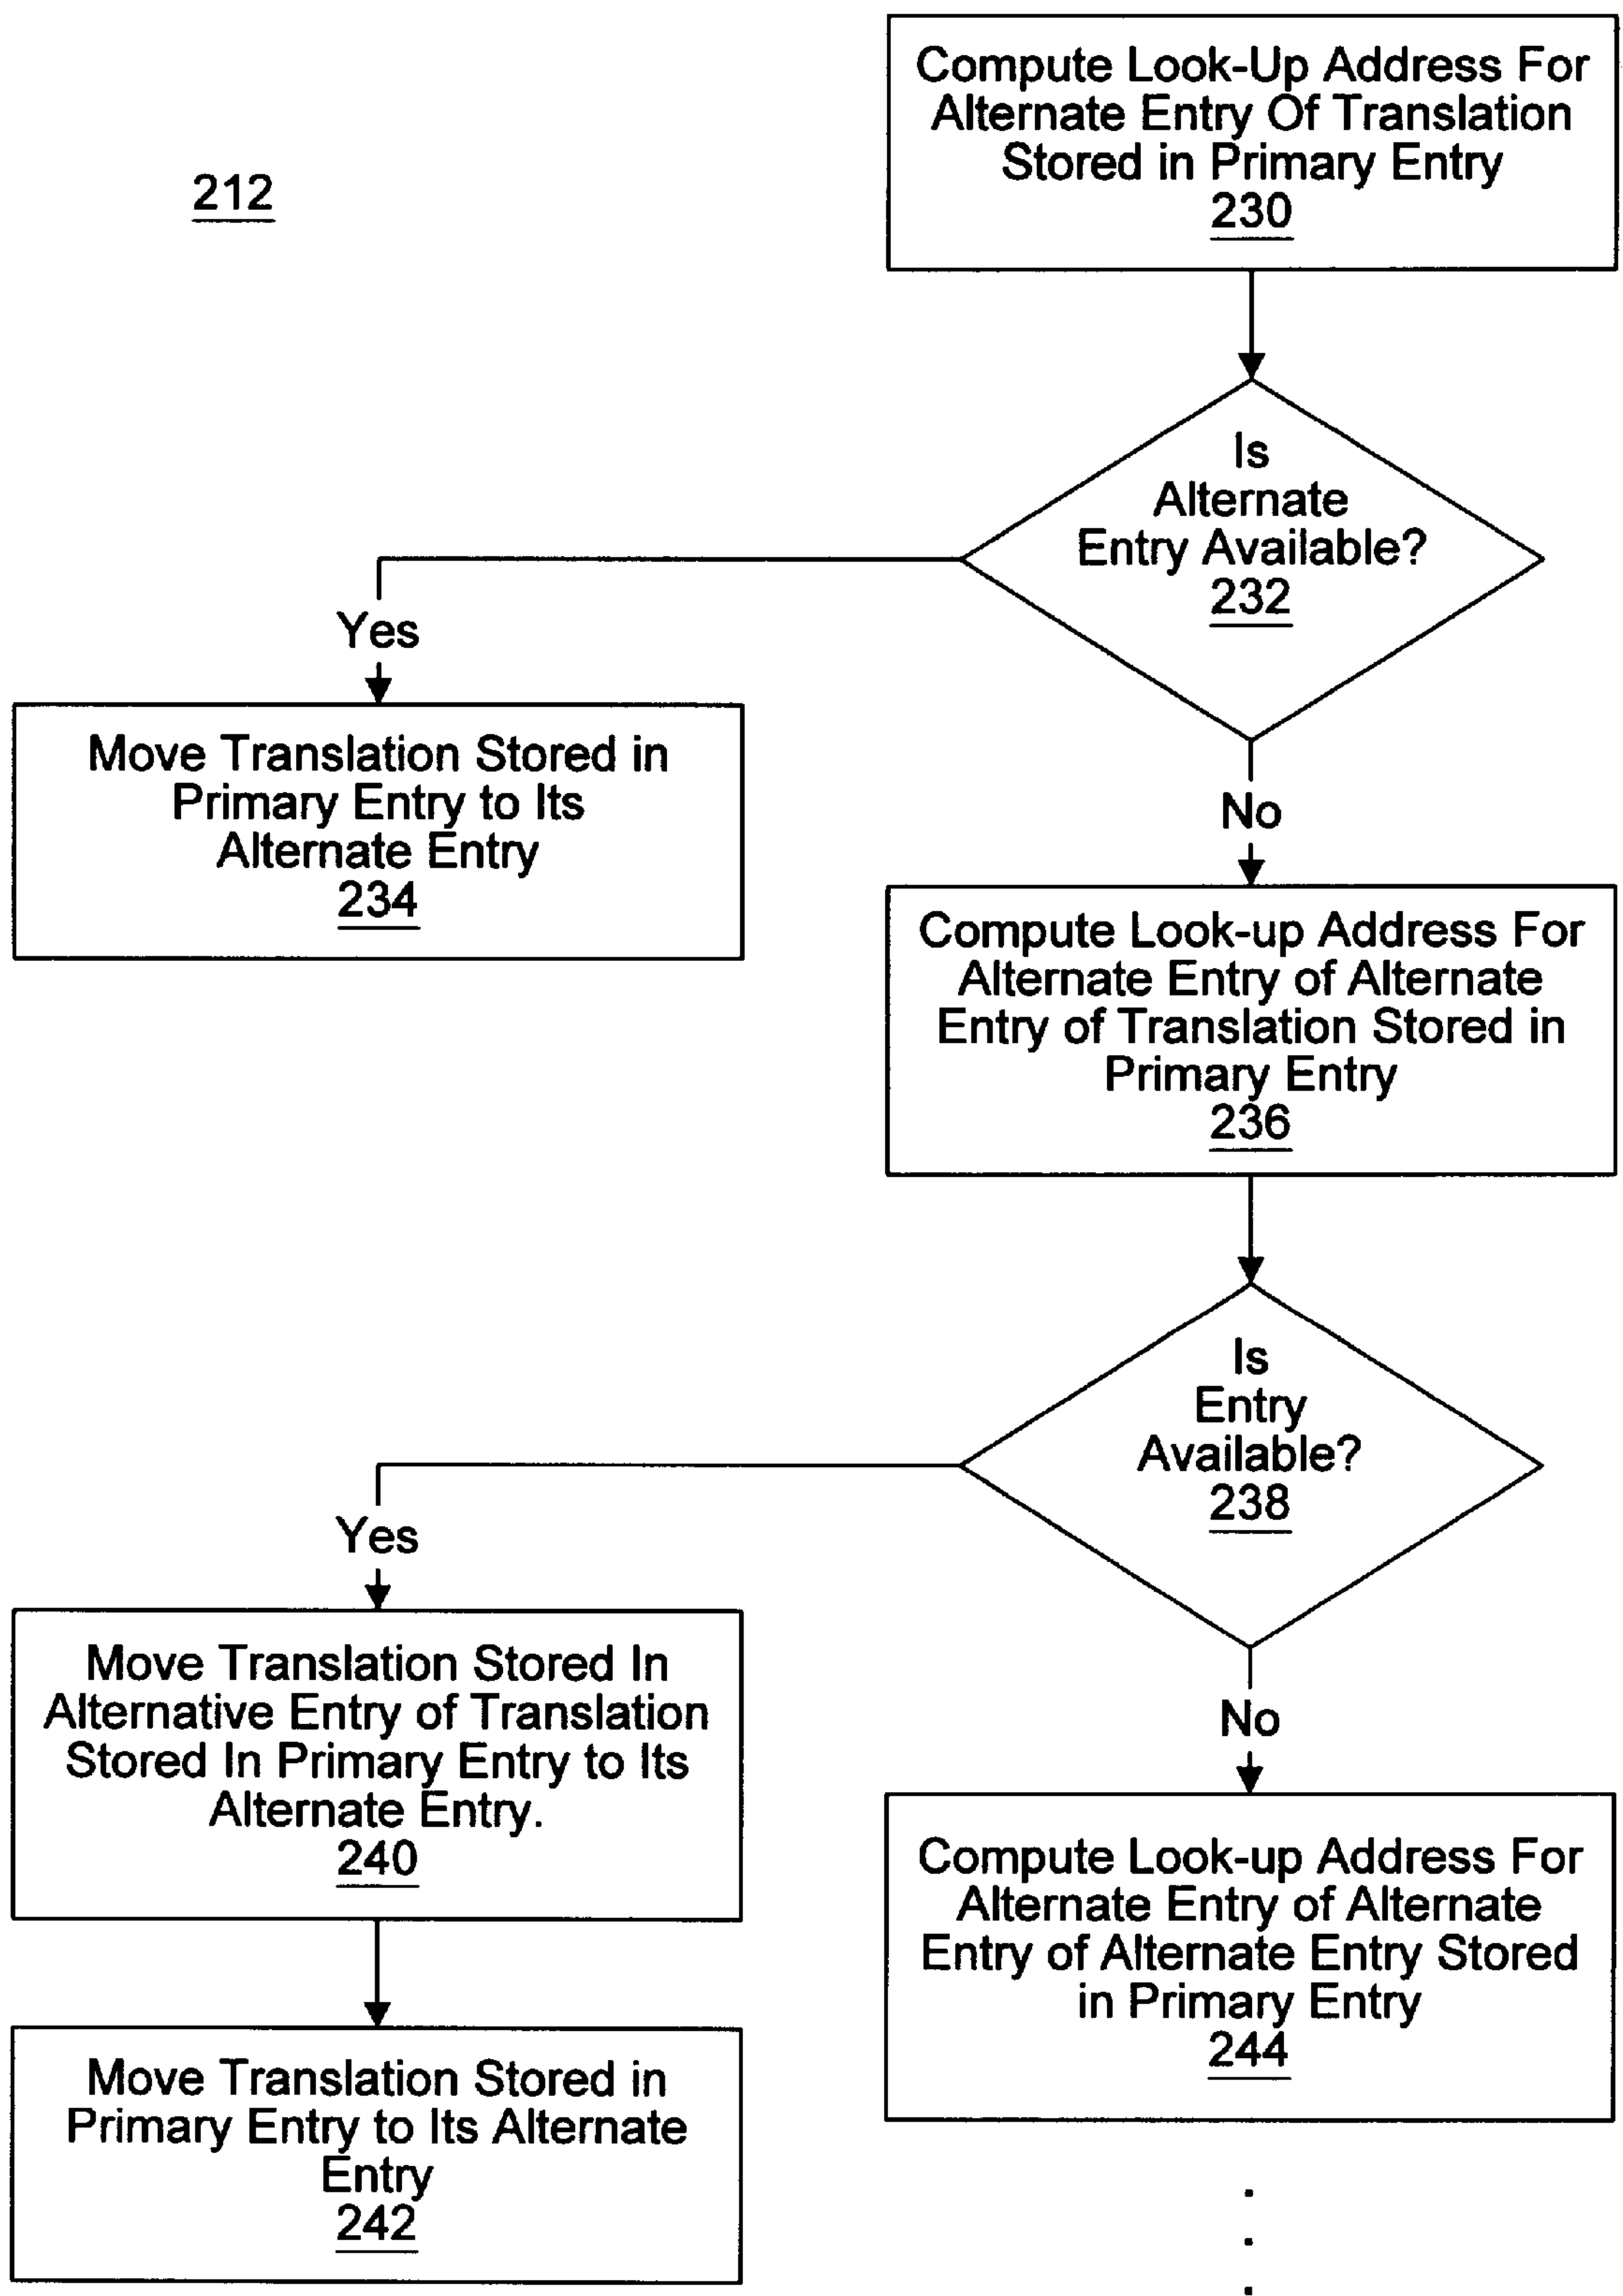 Compute Look-Up Address For
Alternate Entry Of Translation
Stored in Primary Entry
230
212
Is
Alternate
Entry Available?
232
Yes
No
Move Translation Stored in
Primary Entry to Its
Alternate Entry
234
Compute Look-up Address For
Alternate Entry of Alternate
Entry of Translation Stored in
Primary Entry
236
Is
Entry
Available?
238
Yes
No
Move Translation Stored In
Alternative Entry of Translation
Stored In Primary Entry to Its
Alternate Entry.
240
Compute Look-up Address For
Alternate Entry of Alternate
Entry of Alternate Entry Stored
in Primary Entry
244
Move Translation Stored in
Primary Entry to Its Alternate
Entry
242